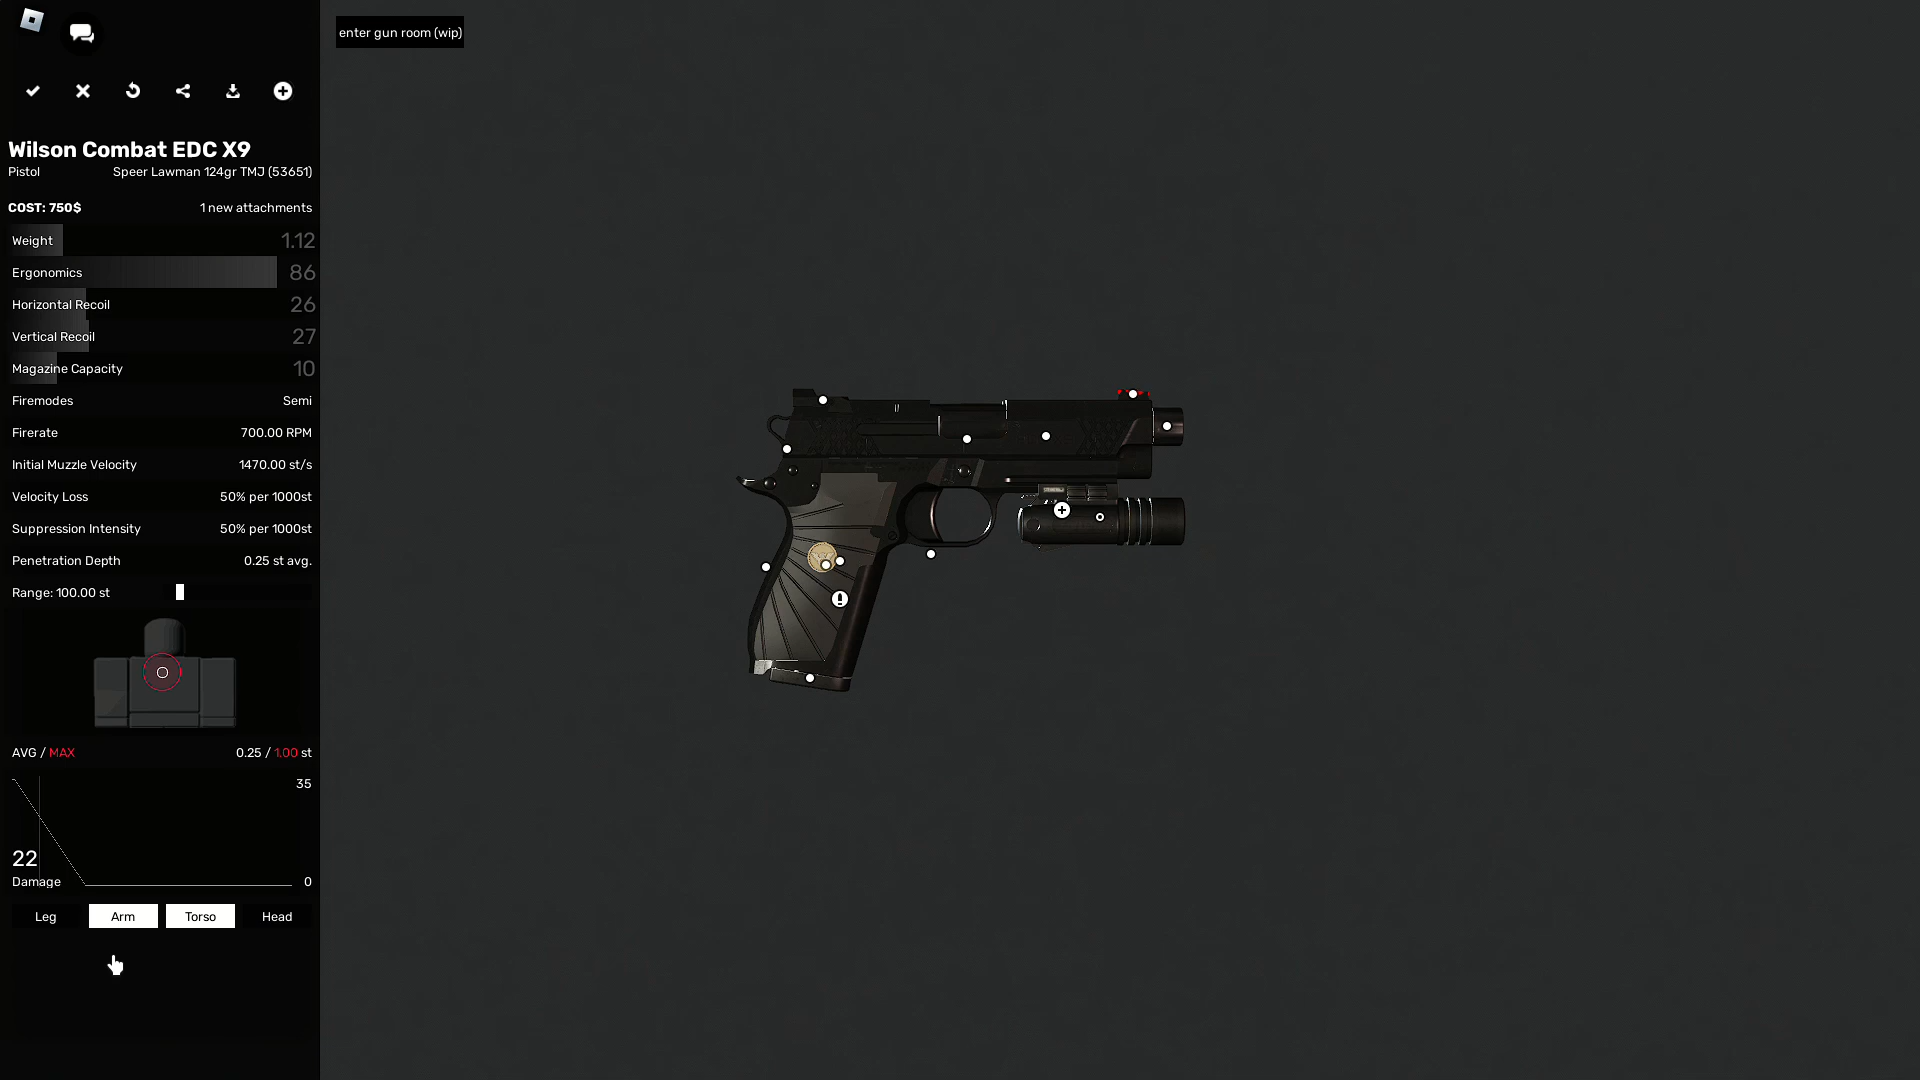 enter gun room (wip)
Wilson Combat EDC X9
Pistol Speer Lawman 124gr TMJ (53651)
COST: 750$ 1 new attachments
Weight 1.12
Ergonomics 86
Horizontal Recoil 26
Vertical Recoil 27
Magazine Capacity 10
Firemodes Semi
Firerate 700.00 RPM
Initial Muzzle Velocity 1470.00 st/s
Velocity Loss 50% per 1000st
Suppression Intensity 50% per 1000st
Penetration Depth 0.25 st avg.
Range: 100.00 st
AVG / MAX 0.25 / 1.00 st
35
22
Damage 0
Leg Arm Torso Head